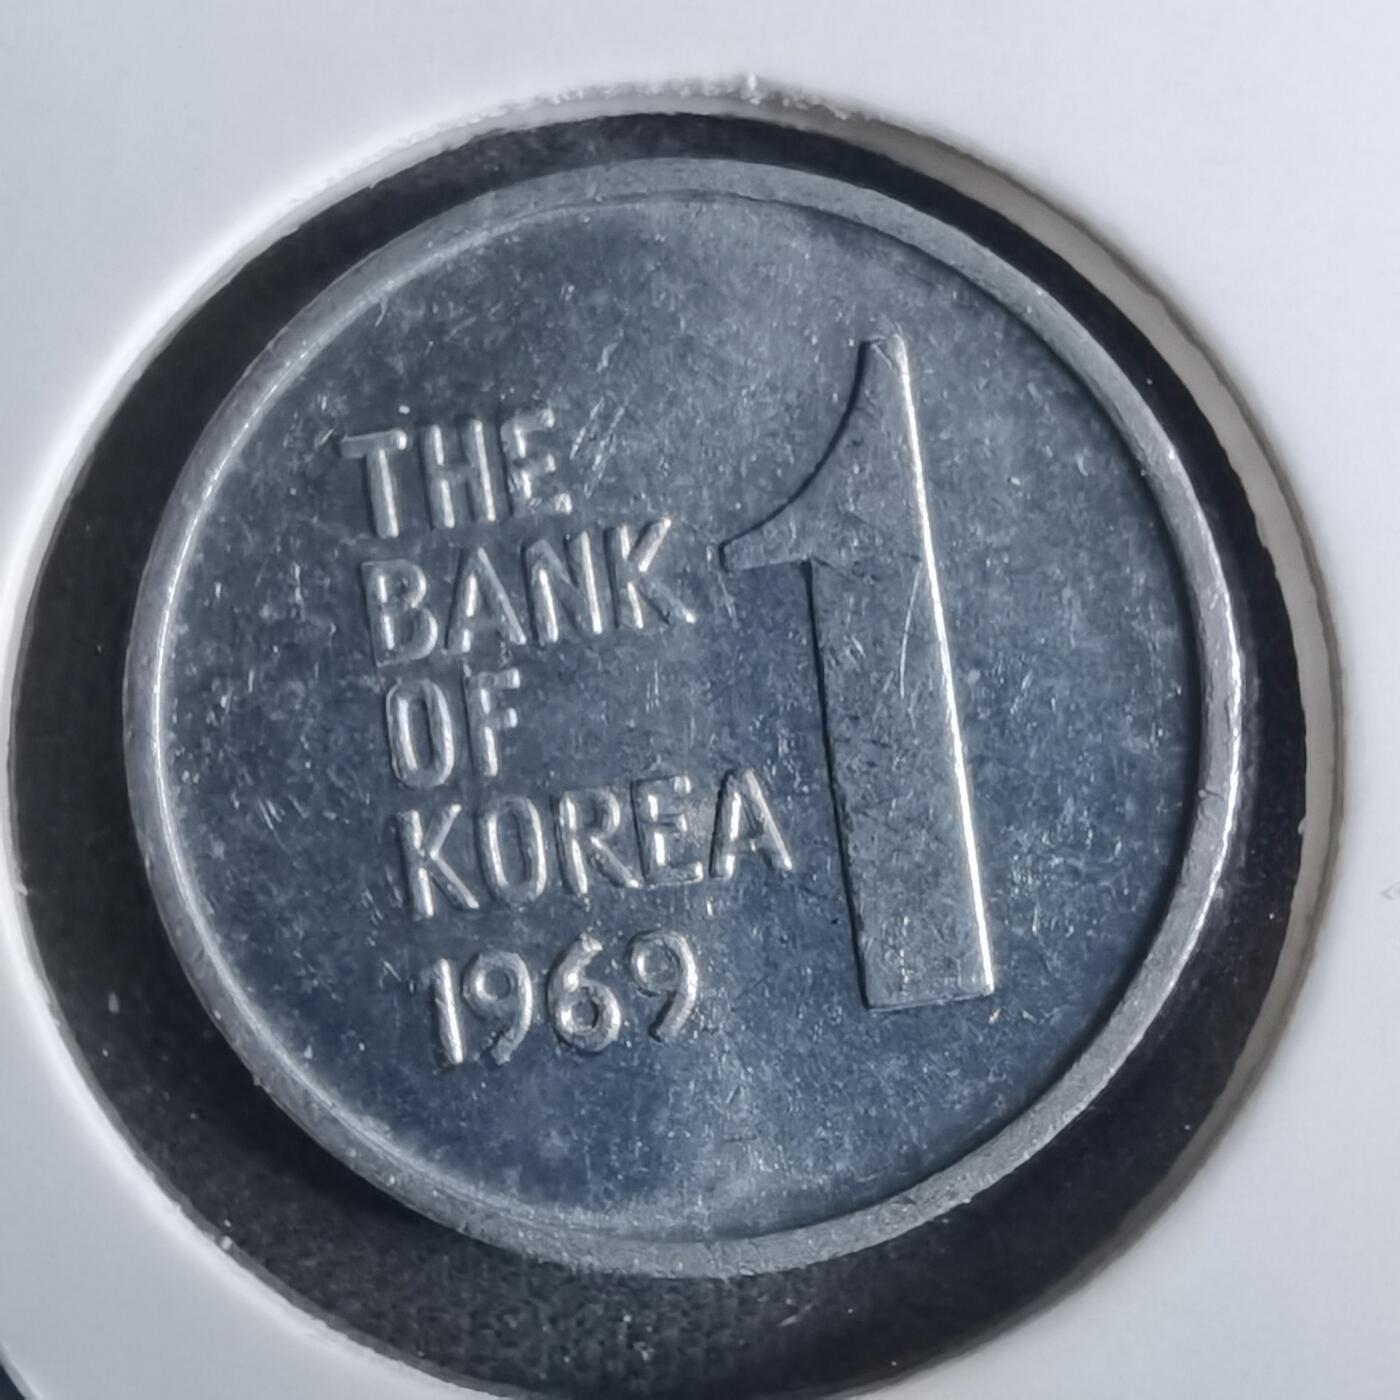 THE
BANK
OF
KOREA
1969
1